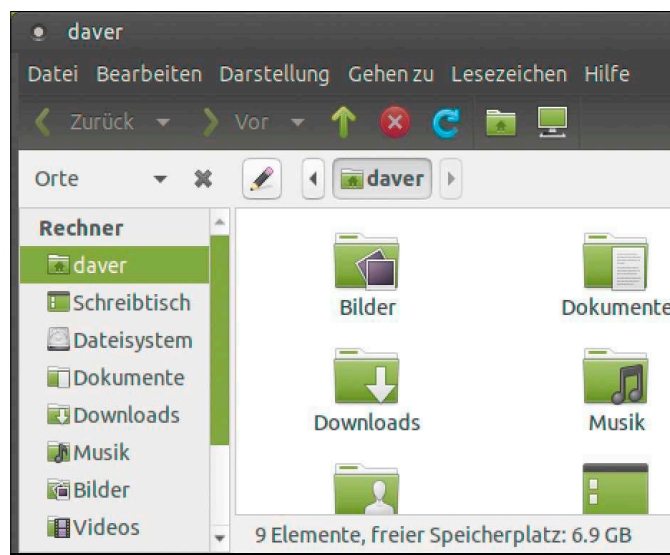 daver
Datei Bearbeiten Darstellung Gehen zu Lesezeichen Hilfe
Zurück Vor
Orte daver
Rechner
daver
Schreibtisch
Dateisystem
Dokumente
Downloads
Musik
Bilder
Videos
Bilder Dokumente
Downloads Musik
9 Elemente, freier Speicherplatz: 6.9 GB